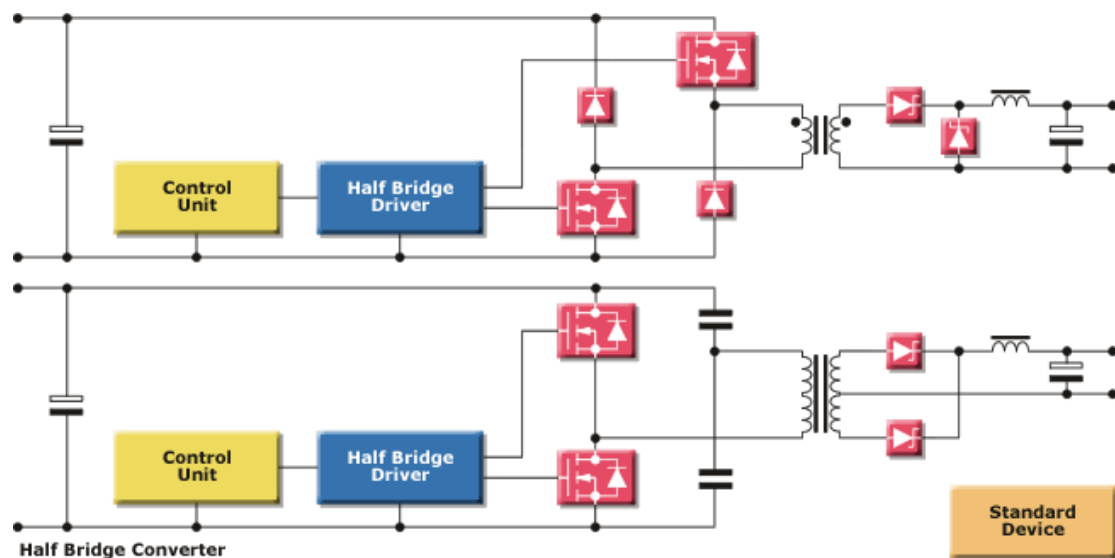 Control
Unit
Half Bridge
Driver
Control
Unit
Half Bridge
Driver
Standard
Device
Half Bridge Converter